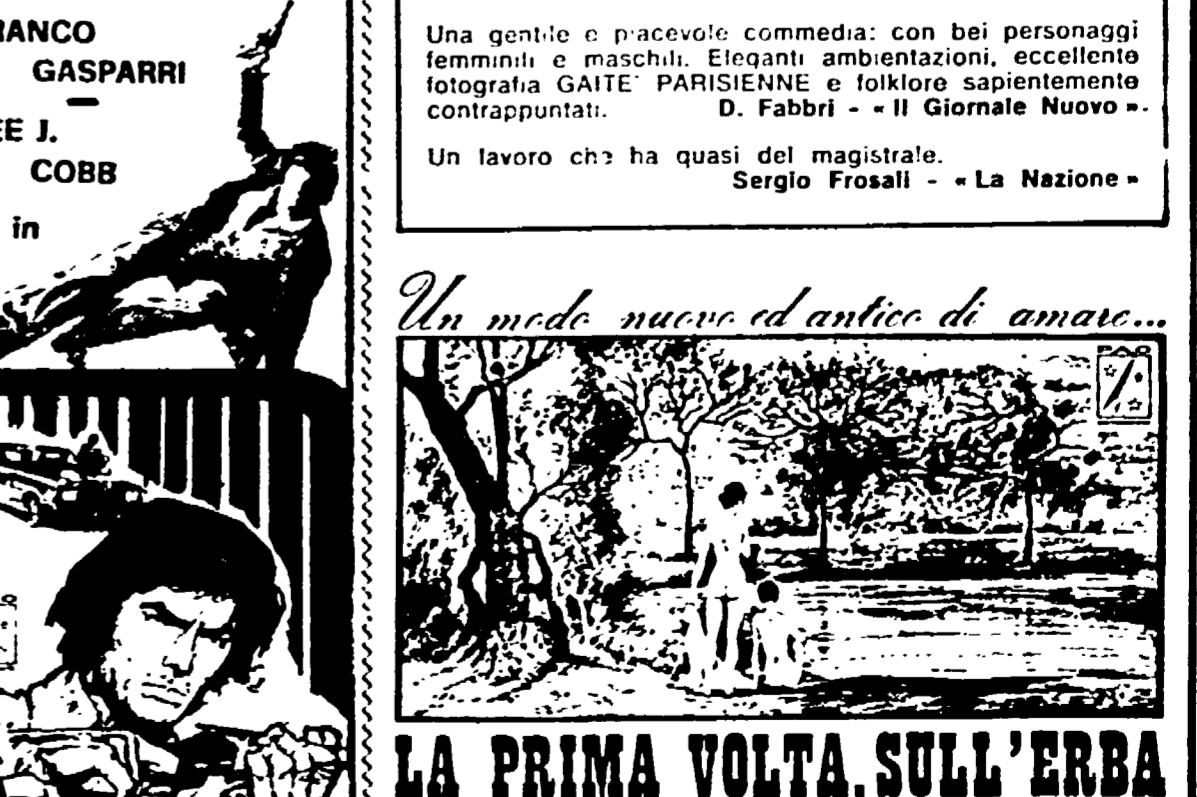 RANCO
GASPARRI
EE J.
COBB
in
Una gentile e piacevole commedia: con bei personaggi
femminili e maschili. Eleganti ambientazioni, eccellente
fotografia GAITE' PARISIENNE e folklore sapientemente
contrappuntati. D. Fabbri - « Il Giornale Nuovo ».
Un lavoro che ha quasi del magistrale.
Sergio Frosali - « La Nazione »
Un modo nuovo ed antico di amare...
LA PRIMA VOLTA, SULL'ERBA